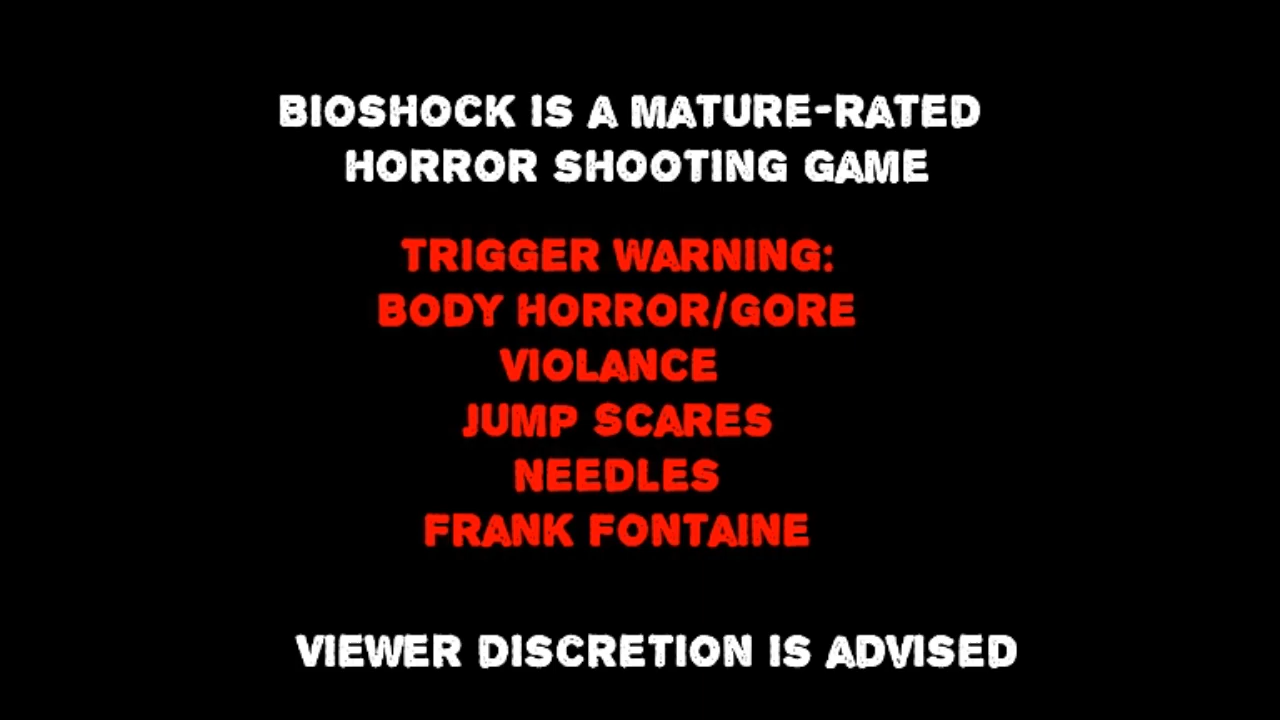 BIOSHOCK IS A MATURE-RATED
HORROR SHOOTING GAME
TRIGGER WARNING:
BODY HORROR/GORE
VIOLANCE
JUMP SCARES
NEEDLES
FRANK FONTAINE
VIEWER DISCRETION IS ADVISED